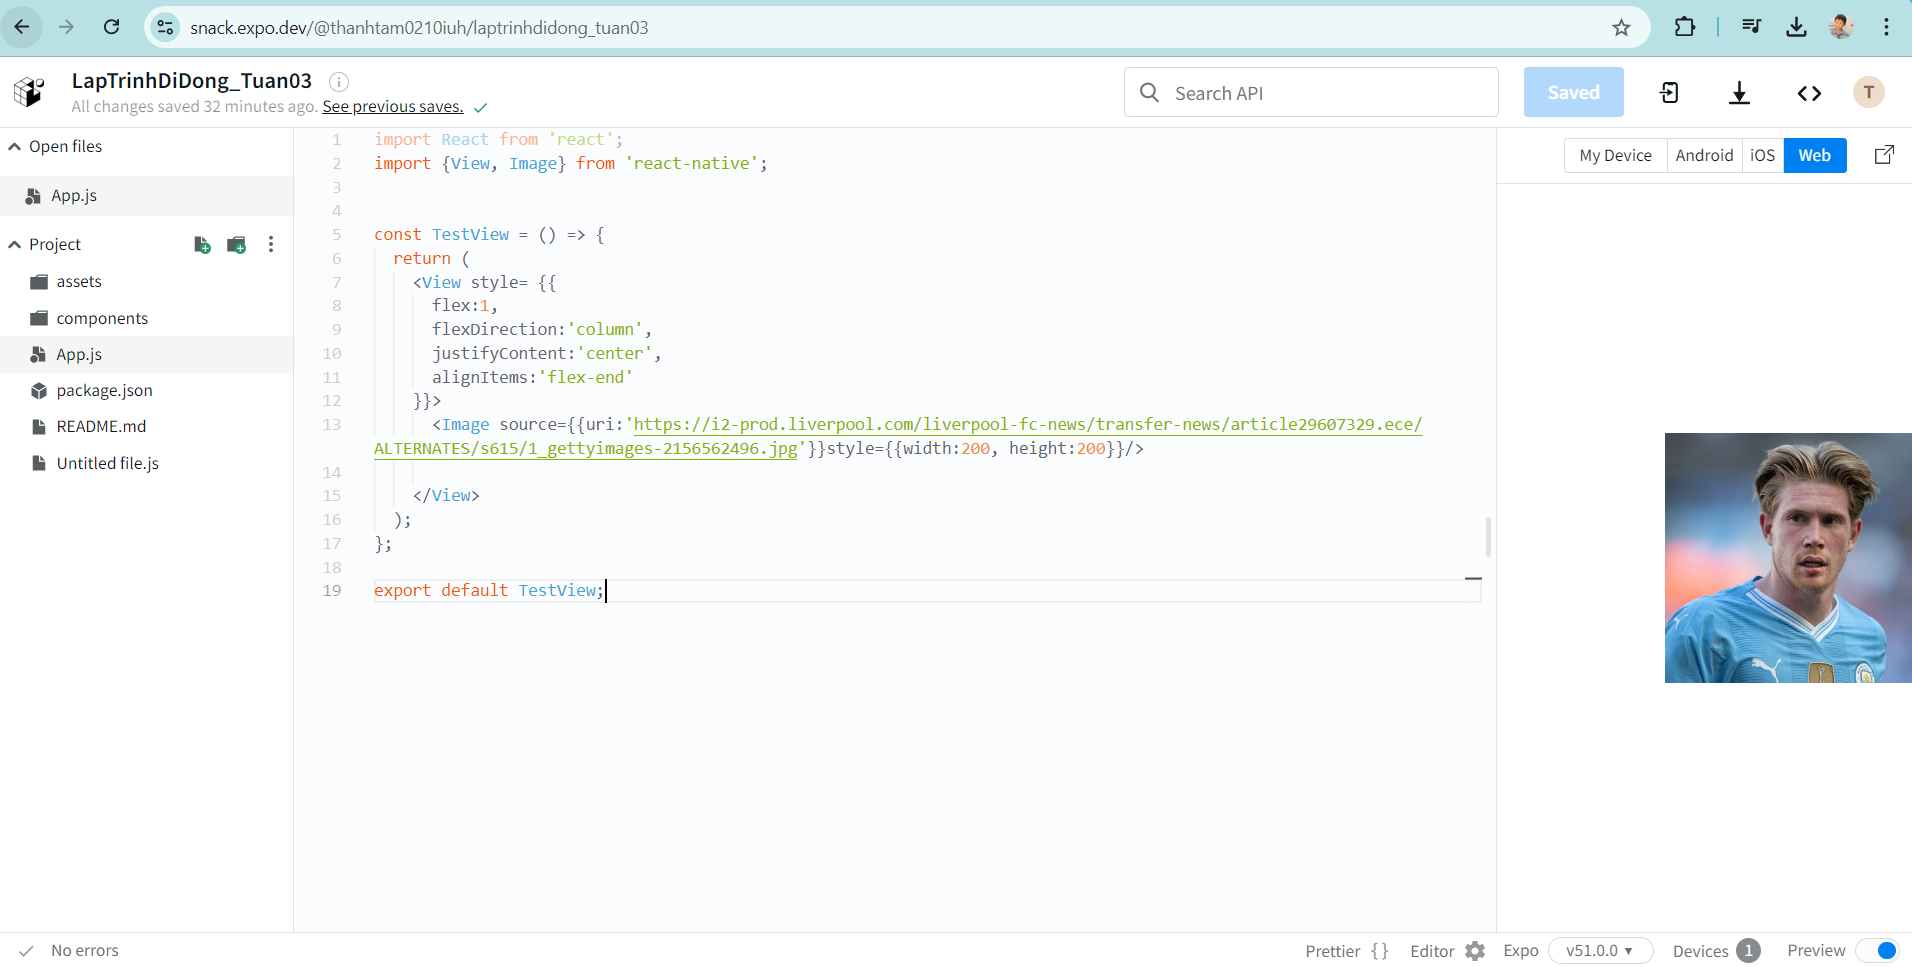 snack.expo.dev/@thanhtam0210iuh/laptrinhdidong_tuan03
LapTrinhDiDong_Tuan03
All changes saved 32 minutes ago. See previous saves.
Search API
Saved
T
Open files
App.js
Project
assets
components
App.js
package.json
README.md
Untitled file.js
1 import React from 'react';
2 import {View, Image} from 'react-native';
3
4
5 const TestView = () => {
6 return (
7 <View style= {{
8 flex:1,
9 flexDirection:'column',
10 justifyContent:'center',
11 alignItems:'flex-end'
12 }}>
13 <Image source={{uri:'https://i2-prod.liverpool.com/liverpool-fc-news/transfer-news/article29607329.ece/
ALTERNATES/s615/1_gettyimages-2156562496.jpg'}}style={{width:200, height:200}}/>
14
15 </View>
16 );
17 };
18
19 export default TestView;
My Device Android iOS Web
No errors
Prettier {} Editor Expo v51.0.0 Devices 1 Preview